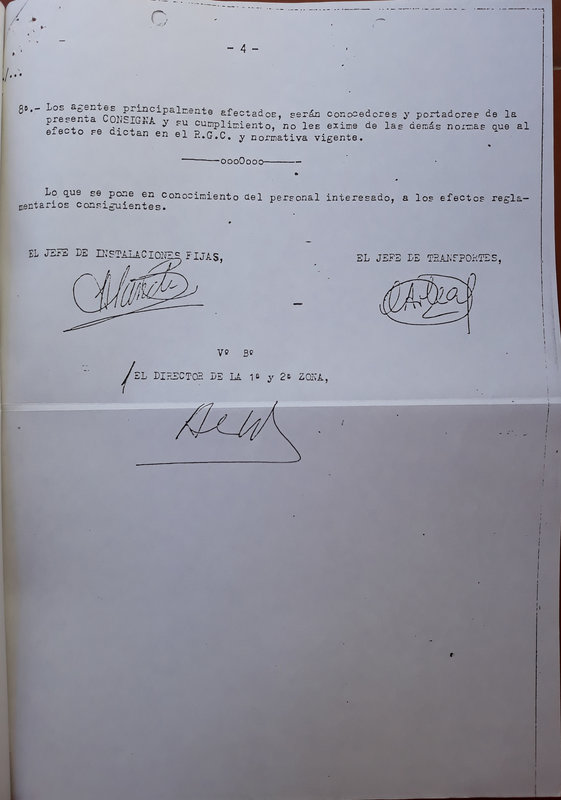 - 4 -
./...
8º.- Los agentes principalmente afectados, serán conocedores y portadores de la
presenta CONSIGNA y su cumplimiento, no les exime de las demás normas que al
efecto se dictan en el R.G.C. y normativa vigente.
---------oooOooo---------
Lo que se pone en conocimiento del personal interesado, a los efectos regla-
mentarios consiguientes.
EL JEFE DE INSTALACIONES FIJAS,
EL JEFE DE TRANSPORTES,
Vº Bº
EL DIRECTOR DE LA 1ª y 2ª ZONA,